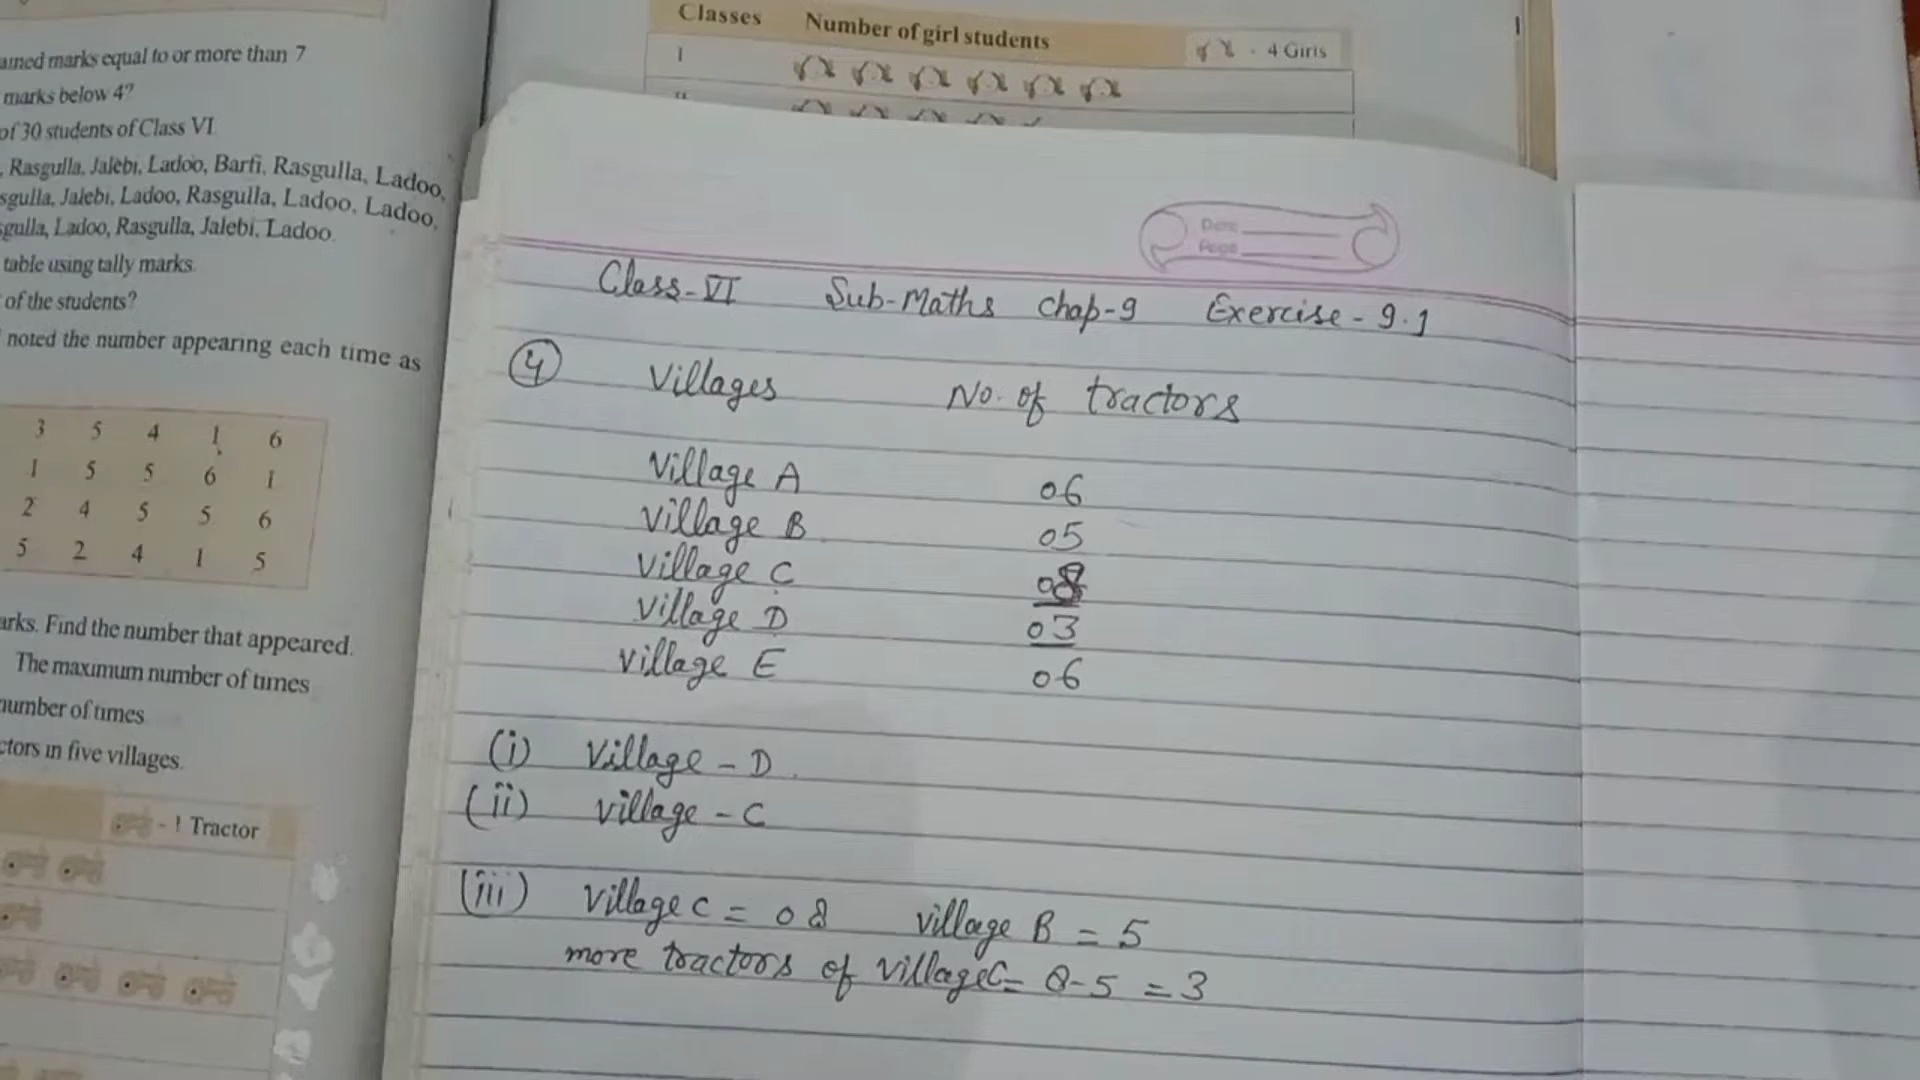 ained marks equal to or more than 7
marks below 4?
of 30 students of Class VI
Rasgulla, Jalebi, Ladoo, Barfi, Rasgulla, Ladoo,
sgulla, Jalebi, Ladoo, Rasgulla, Ladoo, Ladoo,
gulla, Ladoo, Rasgulla, Jalebi, Ladoo.
table using tally marks.
of the students?
noted the number appearing each time as
3 5 4 1 6
1 5 5 6 1
2 4 5 5 6
5 2 4 1 5
arks. Find the number that appeared.
The maximum number of times
number of times
ctors in five villages.
- 1 Tractor
Classes Number of girl students - 4 Girls
I
Date
Page
Class-VI Sub-Maths Chap-9 Exercise-9.1
4 Villages No. of tractors
Village A 06
Village B 05
Village C 08
Village D 03
Village E 06
(i) Village - D
(ii) Village - C
(iii) Village C = 08 Village B = 5
more tractors of Village C = 8-5 = 3